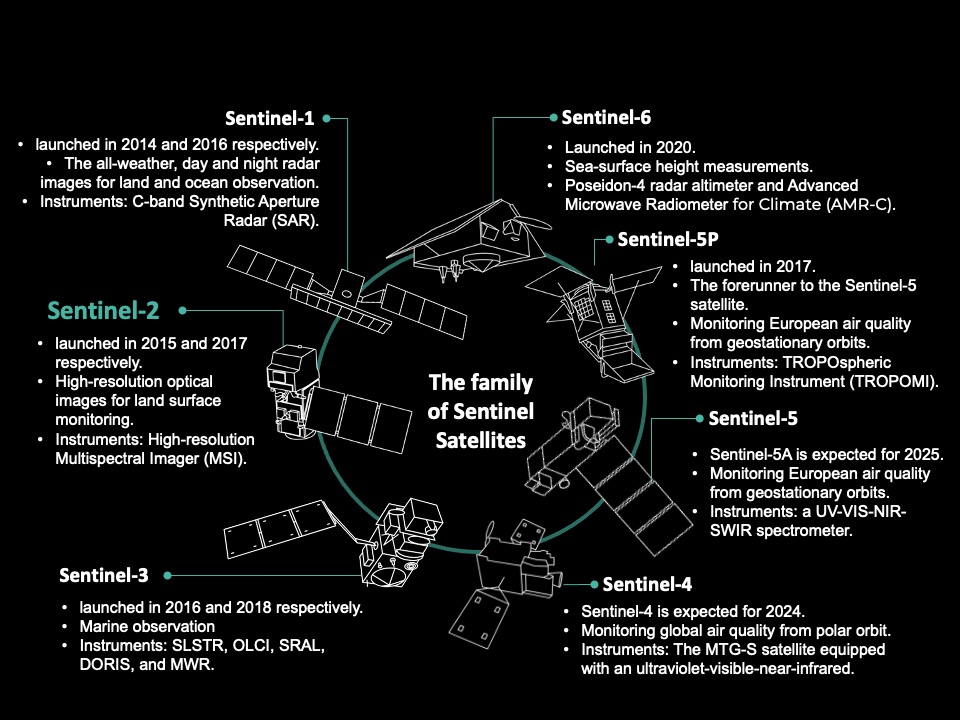 Sentinel-1
• launched in 2014 and 2016 respectively.
• The all-weather, day and night radar
images for land and ocean observation.
• Instruments: C-band Synthetic Aperture
Radar (SAR).
Sentinel-6
• Launched in 2020.
• Sea-surface height measurements.
• Poseidon-4 radar altimeter and Advanced
Microwave Radiometer for Climate (AMR-C).
Sentinel-5P
• launched in 2017.
• The forerunner to the Sentinel-5
satellite.
• Monitoring European air quality
from geostationary orbits.
• Instruments: TROPOspheric
Monitoring Instrument (TROPOMI).
Sentinel-2
• launched in 2015 and 2017
respectively.
• High-resolution optical
images for land surface
monitoring.
• Instruments: High-resolution
Multispectral Imager (MSI).
The family
of Sentinel
Satellites
Sentinel-5
• Sentinel-5A is expected for 2025.
• Monitoring European air quality
from geostationary orbits.
• Instruments: a UV-VIS-NIR-
SWIR spectrometer.
Sentinel-3
• launched in 2016 and 2018 respectively.
• Marine observation
• Instruments: SLSTR, OLCI, SRAL,
DORIS, and MWR.
Sentinel-4
• Sentinel-4 is expected for 2024.
• Monitoring global air quality from polar orbit.
• Instruments: The MTG-S satellite equipped
with an ultraviolet-visible-near-infrared.